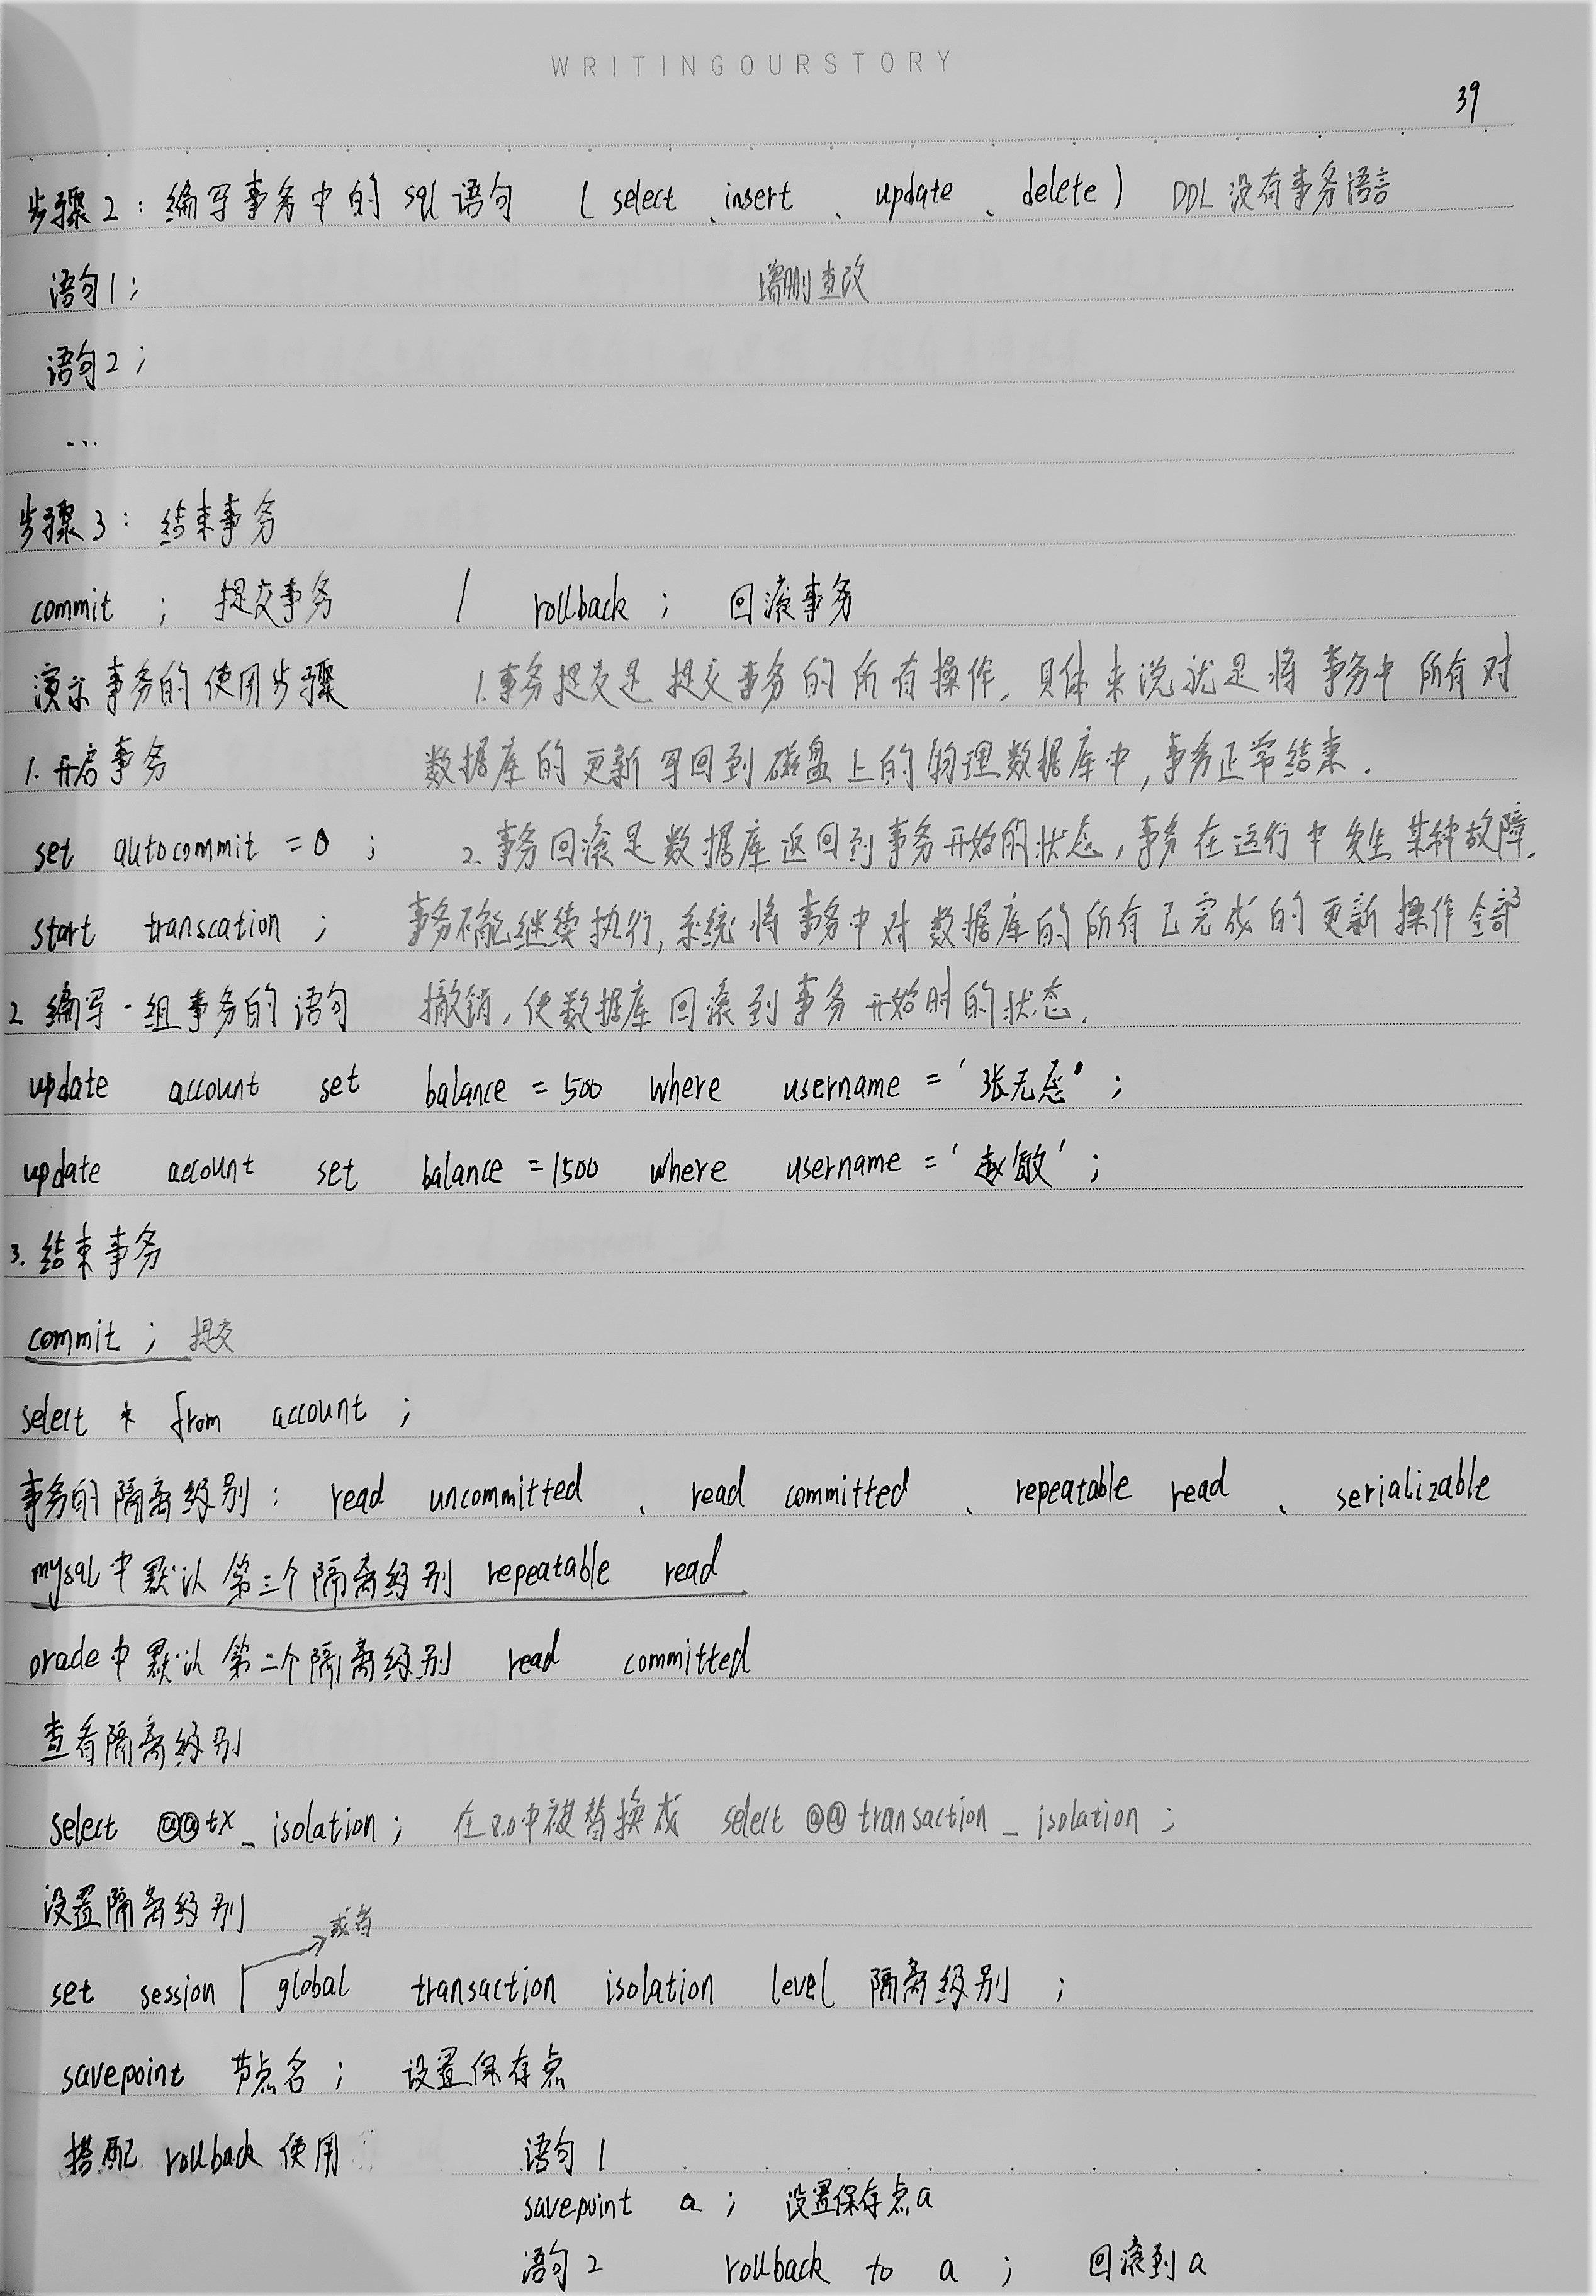 WRITINGOURSTORY
39
步骤2：编写事务中的sql语句 （select、insert、update、delete） DDL没有事务语言
语句1； 增删查改
语句2；
...
步骤3：结束事务
commit ； 提交事务 / rollback ； 回滚事务
演示事务的使用步骤 1.事务提交是提交事务的所有操作，具体来说就是将事务中所有对
1.开启事务 数据库的更新写回到磁盘上的物理数据库中，事务正常结束.
set autocommit =0 ； 2.事务回滚是数据库返回到事务开始的状态，事务在运行中发生某种故障，
start transcation ； 事务不能继续执行，系统将事务中对数据库的所有已完成的更新操作全部
2 编写一组事务的语句 撤销，使数据库回滚到事务开始时的状态.
update account set balance =500 where username ='张无忌' ；
update account set balance =1500 where username ='赵敏' ；
3.结束事务
commit ； 提交
select * from account ；
事务的隔离级别： read uncommitted 、 read committed 、 repeatable read 、 serializable
mysql中默认第三个隔离级别 repeatable read
oracle中默认第二个隔离级别 read committed
查看隔离级别
select @@tx_isolation； 在8.0中被替换成 select @@transaction_isolation；
设置隔离级别
或者
set session | global transaction isolation level 隔离级别 ；
savepoint 节点名； 设置保存点
搭配 rollback 使用 语句1
savepoint a ； 设置保存点a
语句2 rollback to a ； 回滚到a